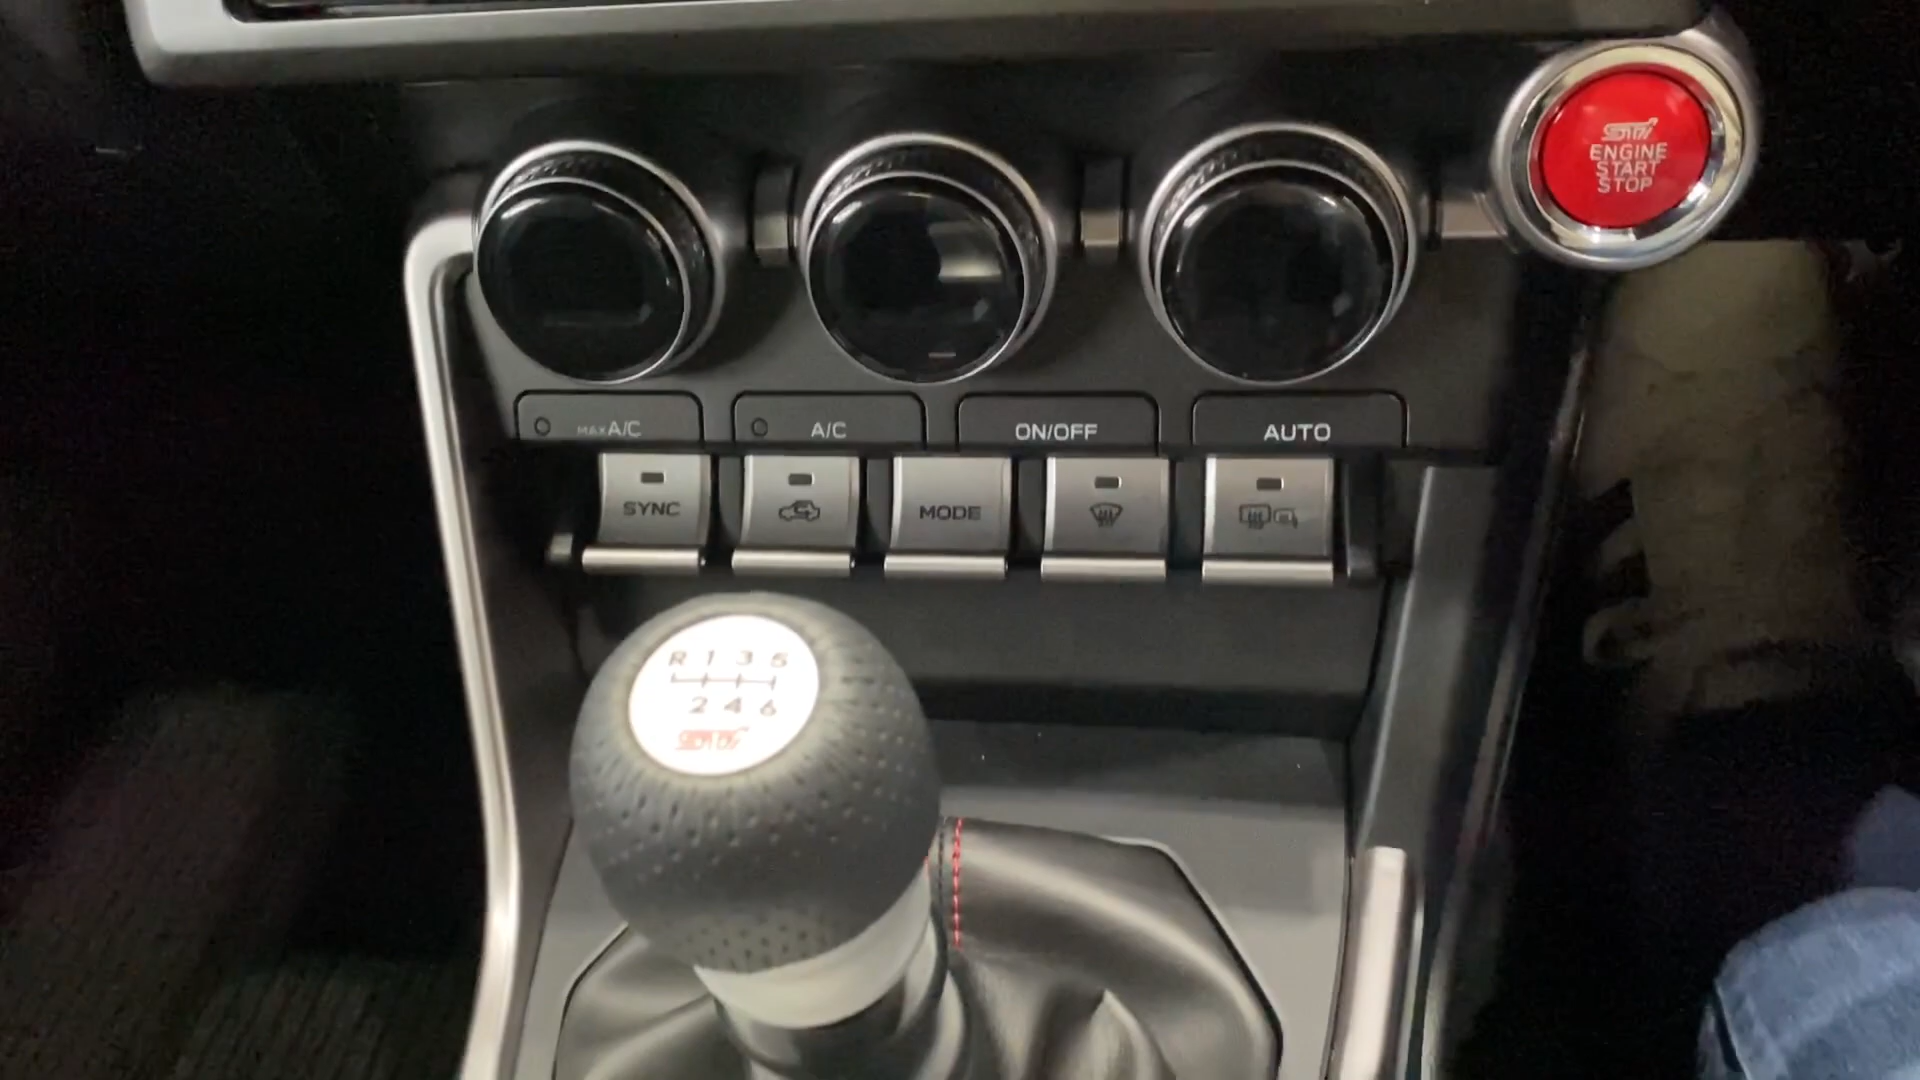 STI
ENGINE
START
STOP
MAX A/C
A/C
ON/OFF
AUTO
SYNC
MODE
R 1 3 5
2 4 6
STI